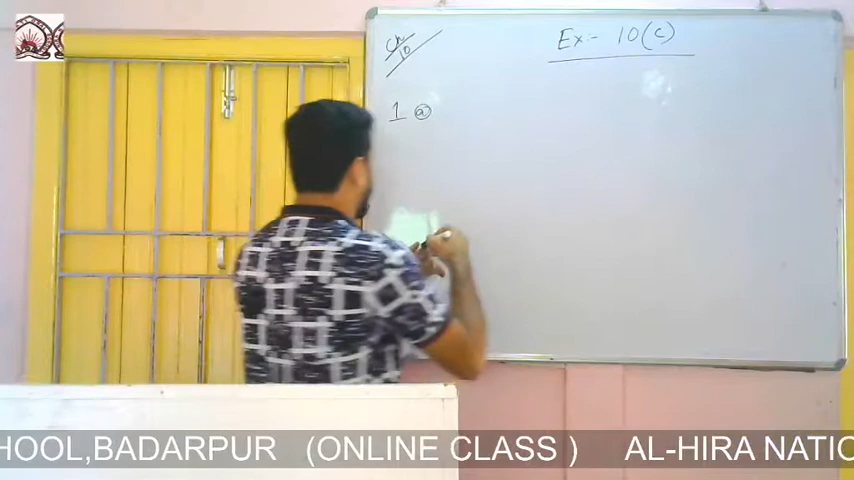 Ch 10
Ex - 10(c)
1 (a)
HOOL,BADARPUR (ONLINE CLASS ) AL-HIRA NATIO